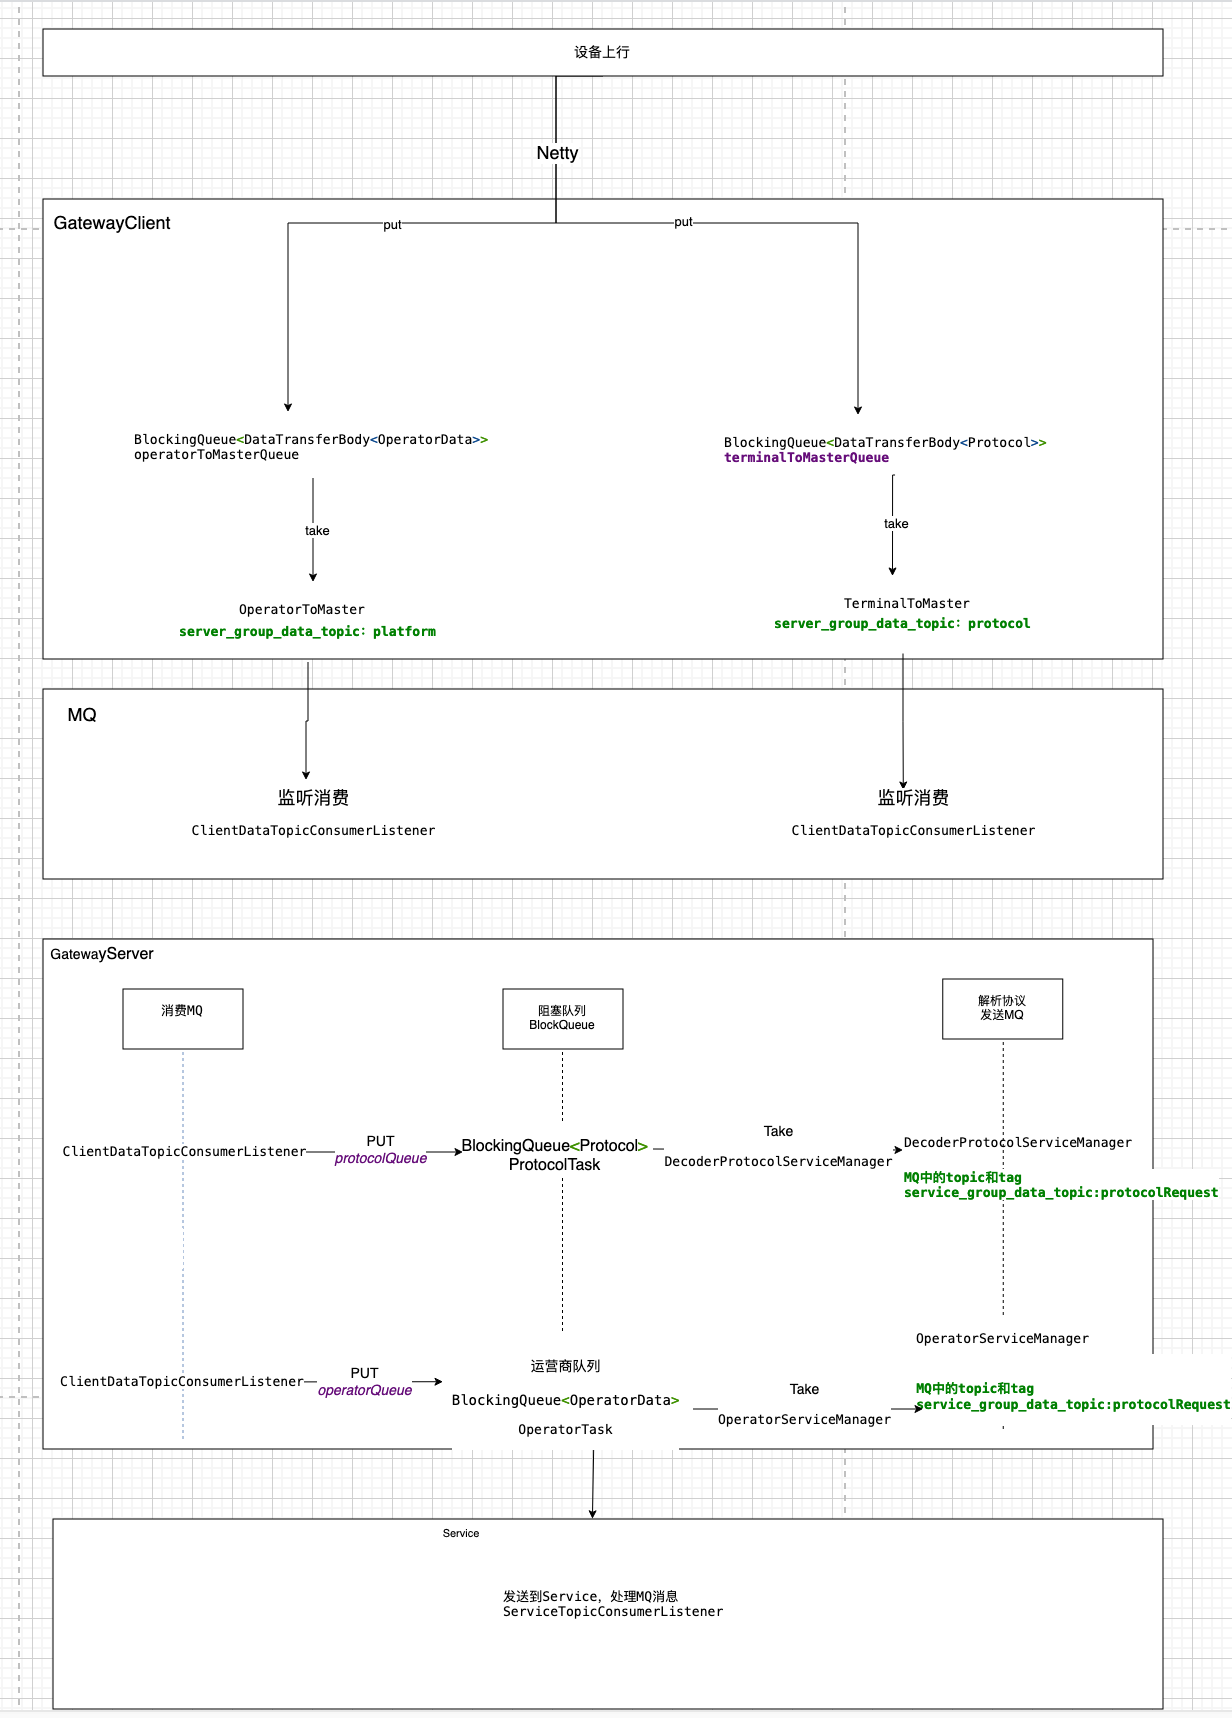 设备上行
Netty
GatewayClient
put
put
BlockingQueue<DataTransferBody<OperatorData>>
operatorToMasterQueue
BlockingQueue<DataTransferBody<Protocol>>
terminalToMasterQueue
take
take
OperatorToMaster
server_group_data_topic：platform
TerminalToMaster
server_group_data_topic：protocol
MQ
监听消费
ClientDataTopicConsumerListener
监听消费
ClientDataTopicConsumerListener
GatewayServer
消费MQ
阻塞队列
BlockQueue
解析协议
发送MQ
ClientDataTopicConsumerListener
PUT
protocolQueue
BlockingQueue<Protocol>
ProtocolTask
Take
DecoderProtocolServiceManager
DecoderProtocolServiceManager
MQ中的topic和tag
service_group_data_topic:protocolRequest
OperatorServiceManager
ClientDataTopicConsumerListener
PUT
operatorQueue
运营商队列
BlockingQueue<OperatorData>
OperatorTask
Take
OperatorServiceManager
MQ中的topic和tag
service_group_data_topic:protocolRequest
Service
发送到Service，处理MQ消息
ServiceTopicConsumerListener